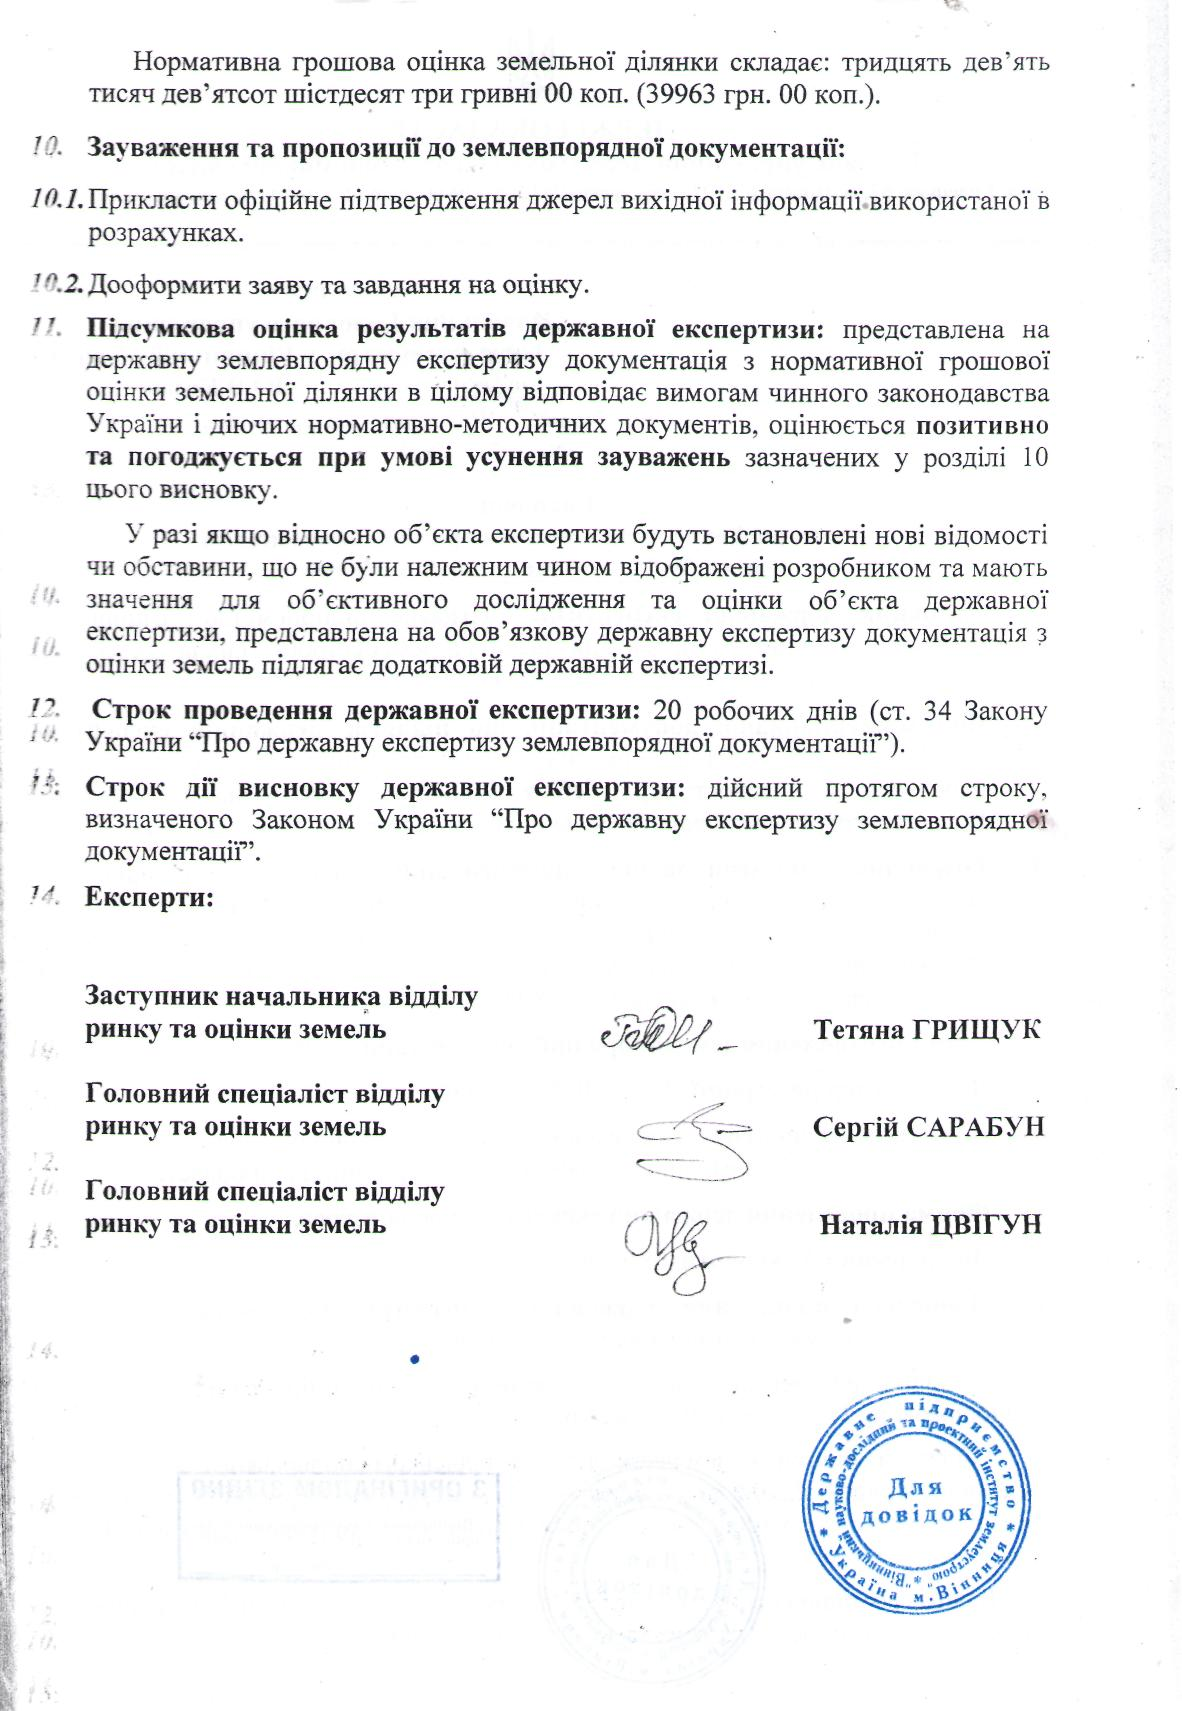 Нормативна грошова оцінка земельної ділянки складає: тридцять дев’ять
тисяч дев’ятсот шістдесят три гривні 00 коп. (39963 грн. 00 коп.).
10. Зауваження та пропозиції до землевпорядної документації:
10.1. Прикласти офіційне підтвердження джерел вихідної інформації використаної в
розрахунках.
10.2. Дооформити заяву та завдання на оцінку.
11. Підсумкова оцінка результатів державної експертизи: представлена на
державну землевпорядну експертизу документація з нормативної грошової
оцінки земельної ділянки в цілому відповідає вимогам чинного законодавства
України і діючих нормативно-методичних документів, оцінюється позитивно
та погоджується при умові усунення зауважень зазначених у розділі 10
цього висновку.
У разі якщо відносно об’єкта експертизи будуть встановлені нові відомості
чи обставини, що не були належним чином відображені розробником та мають
значення для об’єктивного дослідження та оцінки об’єкта державної
експертизи, представлена на обов’язкову державну експертизу документація з
оцінки земель підлягає додатковій державній експертизі.
12. Строк проведення державної експертизи: 20 робочих днів (ст. 34 Закону
України “Про державну експертизу землевпорядної документації”).
13. Строк дії висновку державної експертизи: дійсний протягом строку,
визначеного Законом України “Про державну експертизу землевпорядної
документації”.
14. Експерти:
Заступник начальника відділу
ринку та оцінки земель Тетяна ГРИЩУК
Головний спеціаліст відділу
ринку та оцінки земель Сергій САРАБУН
Головний спеціаліст відділу
ринку та оцінки земель Наталія ЦВІГУН
Державне підприємство
* Україна м.Вінниця *
"Вінницький науково-дослідний та проектний інститут землеустрою" *
Для
довідок